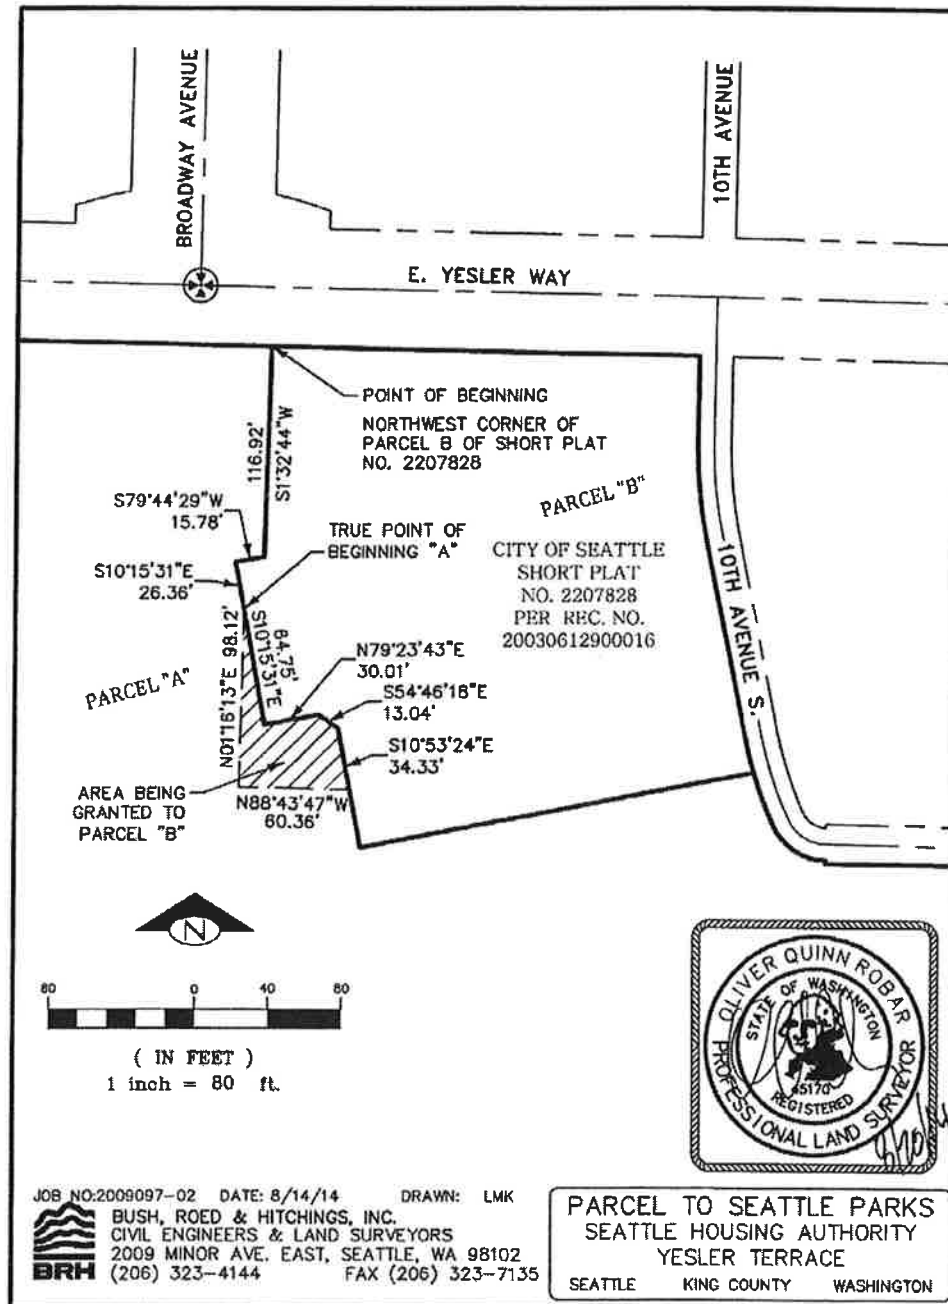 BROADWAY AVENUE
10TH AVENUE
E. YESLER WAY
POINT OF BEGINNING
NORTHWEST CORNER OF
PARCEL B OF SHORT PLAT
NO. 2207828
116.92'
S1°32'44"W
PARCEL "B"
S79°44'29"W
15.78'
TRUE POINT OF
BEGINNING "A"
CITY OF SEATTLE
SHORT PLAT
NO. 2207828
PER REC. NO.
20030612900016
S10°15'31"E
26.36'
10TH AVENUE S.
64.75'
S10°15'31"E
N79°23'43"E
30.01'
PARCEL "A"
N01°16'13"E 98.12'
S54°46'18"E
13.04'
S10°53'24"E
34.33'
AREA BEING
GRANTED TO
PARCEL "B"
N88°43'47"W
60.36'
N
80 0 40 80
( IN FEET )
1 inch = 80 ft.
OLIVER QUINN ROBAR
STATE OF WASHINGTON
45170
REGISTERED
PROFESSIONAL LAND SURVEYOR
JOB NO:2009097-02 DATE: 8/14/14 DRAWN: LMK
BUSH, ROED & HITCHINGS, INC.
CIVIL ENGINEERS & LAND SURVEYORS
2009 MINOR AVE. EAST, SEATTLE, WA 98102
BRH (206) 323-4144 FAX (206) 323-7135
PARCEL TO SEATTLE PARKS
SEATTLE HOUSING AUTHORITY
YESLER TERRACE
SEATTLE KING COUNTY WASHINGTON